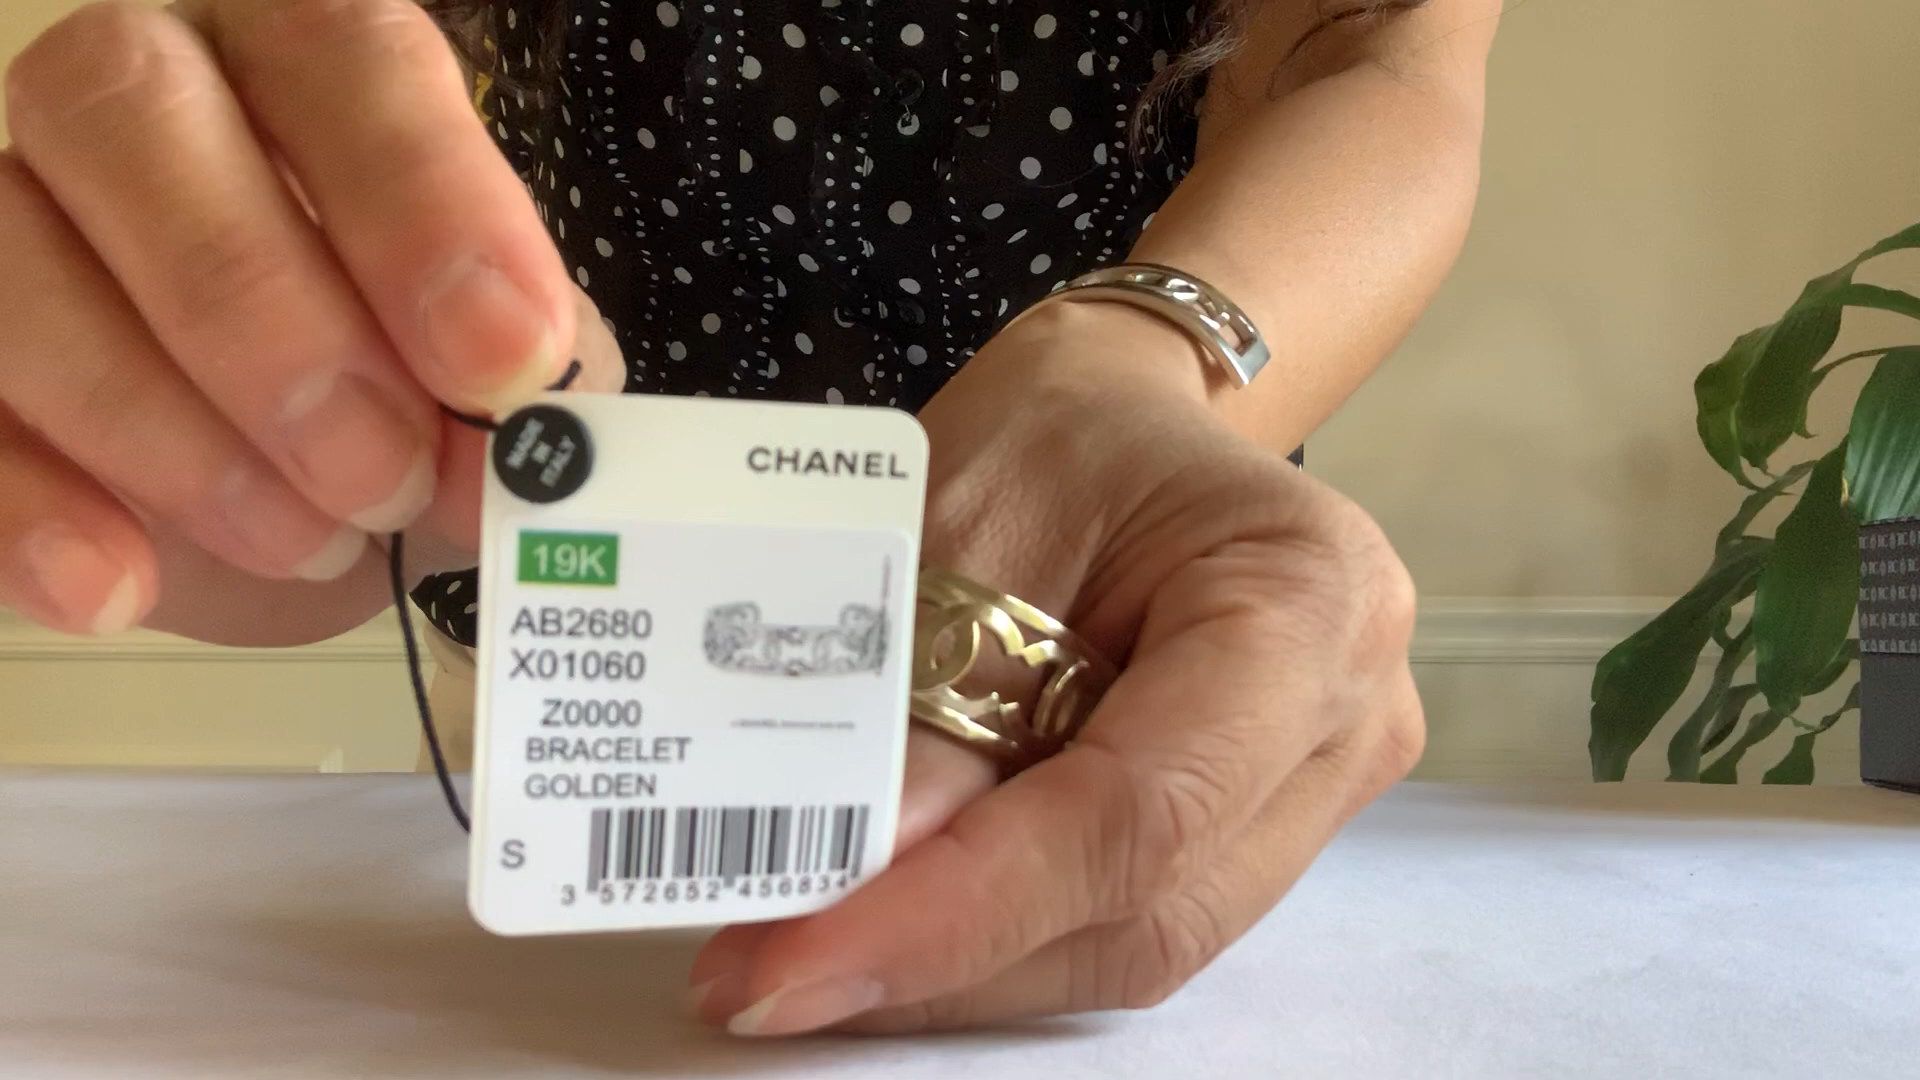 MADE
IN
ITALY
CHANEL
19K
AB2680
X01060
Z0000
BRACELET
GOLDEN
S
3 572652 456834